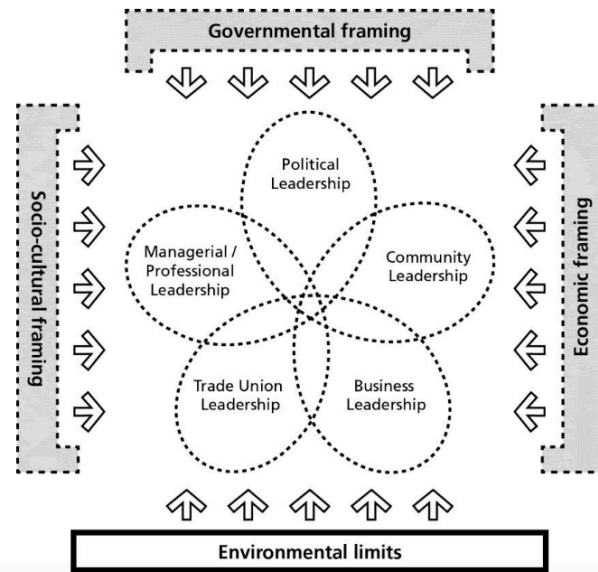 Governmental framing
Socio-cultural framing
Economic framing
Political
Leadership
Managerial /
Professional
Leadership
Community
Leadership
Trade Union
Leadership
Business
Leadership
Environmental limits